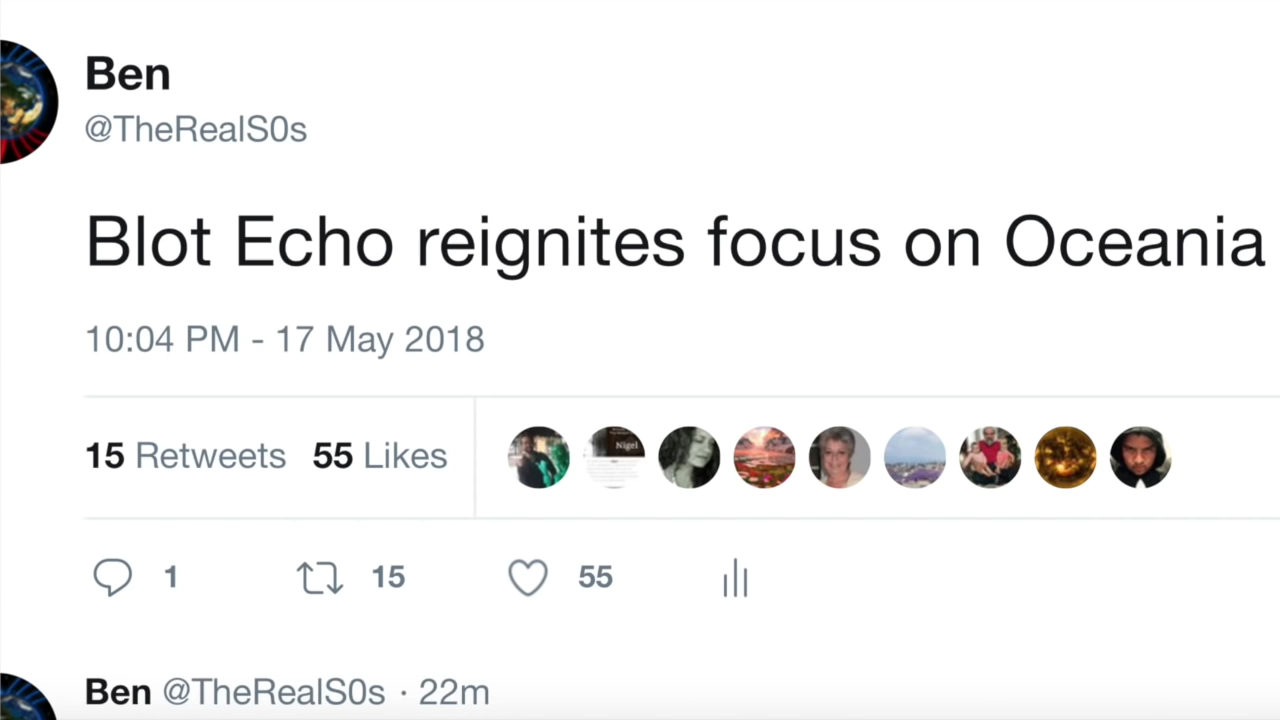 Ben
@TheRealS0s
Blot Echo reignites focus on Oceania
10:04 PM - 17 May 2018
15 Retweets 55 Likes
Nigel
1 15 55
Ben @TheRealS0s · 22m